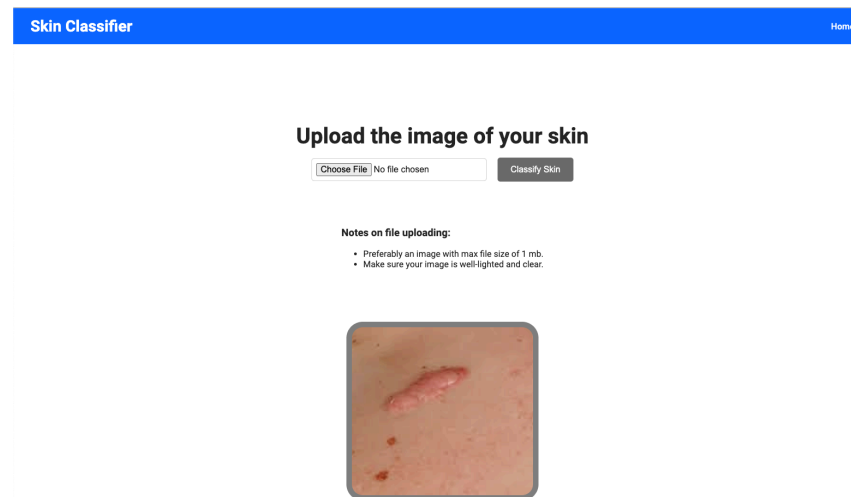 Skin Classifier
Home
Upload the image of your skin
Choose File No file chosen
Classify Skin
Notes on file uploading:
• Preferably an image with max file size of 1 mb.
• Make sure your image is well-lighted and clear.